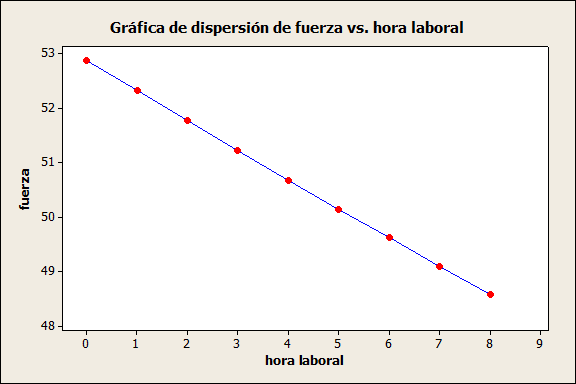 Gráfica de dispersión de fuerza vs. hora laboral
53
52
51
50
49
48
fuerza
0 1 2 3 4 5 6 7 8 9
hora laboral